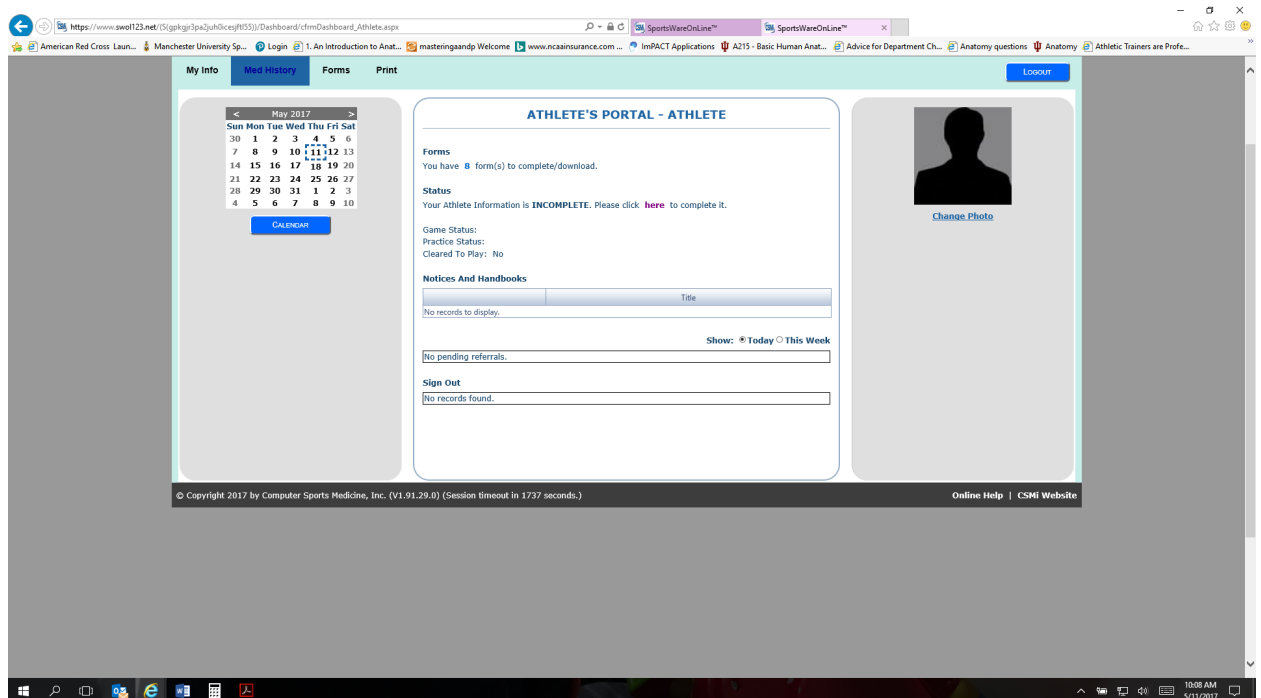 https://www.swol123.net/(S(gpkgjr3pa2juh0icesjftl55))/Dashboard/cfrmDashboard_Athlete.aspx
SportsWareOnLine™
SportsWareOnLine™
American Red Cross Laun... Manchester University Sp... Login 1. An Introduction to Anat... masteringaandp Welcome www.ncaainsurance.com ... ImPACT Applications A215 - Basic Human Anat... Advice for Department Ch... Anatomy questions Anatomy Athletic Trainers are Profe...
My Info Med History Forms Print
LOGOUT
< May 2017 >
Sun Mon Tue Wed Thu Fri Sat
30 1 2 3 4 5 6
7 8 9 10 11 12 13
14 15 16 17 18 19 20
21 22 23 24 25 26 27
28 29 30 31 1 2 3
4 5 6 7 8 9 10
CALENDAR
ATHLETE'S PORTAL - ATHLETE
Forms
You have 8 form(s) to complete/download.
Status
Your Athlete Information is INCOMPLETE. Please click here to complete it.
Game Status:
Practice Status:
Cleared To Play: No
Notices And Handbooks
Title
No records to display.
Show: Today This Week
No pending referrals.
Sign Out
No records found.
Change Photo
© Copyright 2017 by Computer Sports Medicine, Inc. (V1.91.29.0) (Session timeout in 1737 seconds.)
Online Help | CSMi Website
10:08 AM
5/11/2017